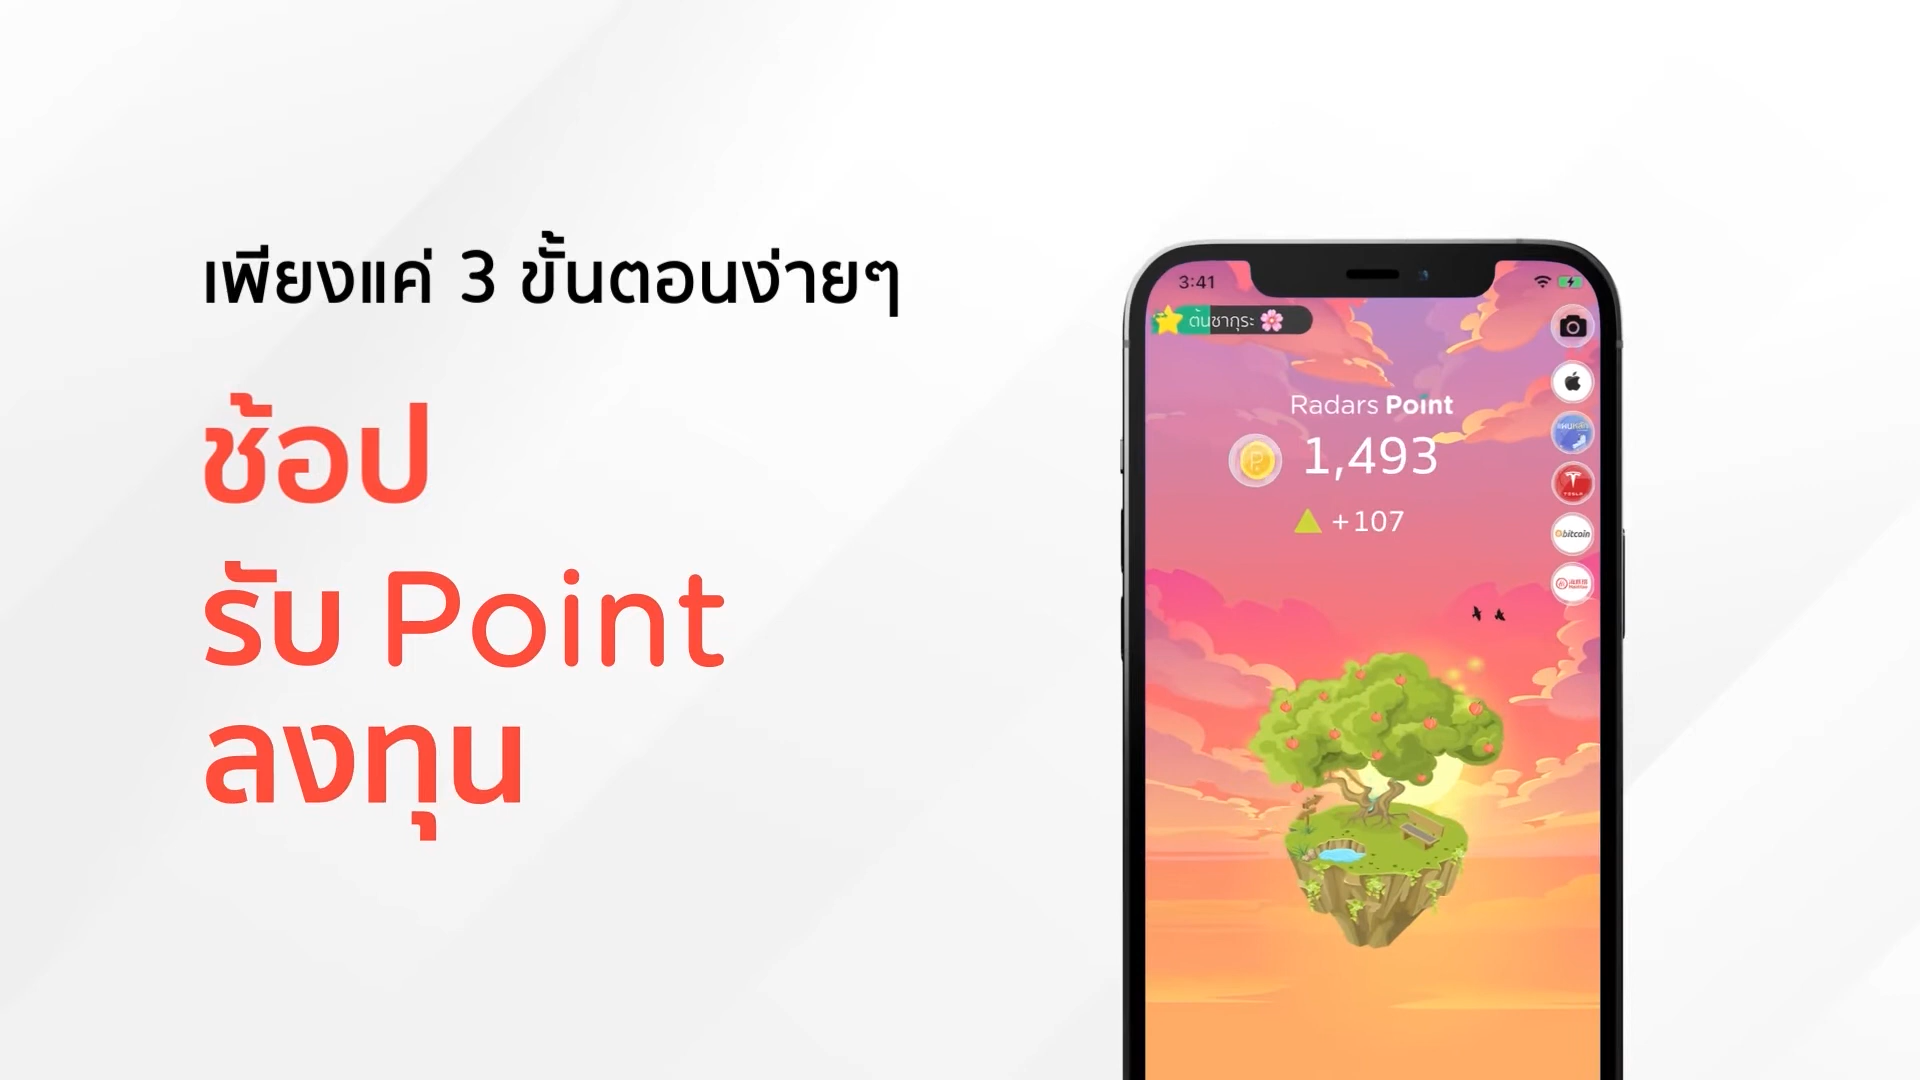 เพียงแค่ 3 ขั้นตอนง่ายๆ
ช้อป
รับ Point
ลงทุน
3:41
ต้นซากุระ
Radars Point
1,493
+107
TESLA
bitcoin